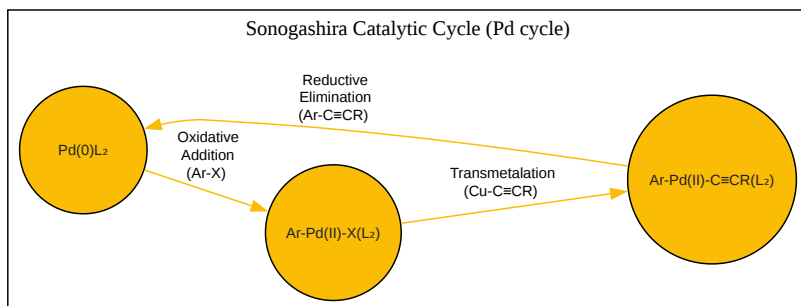 Sonogashira Catalytic Cycle (Pd cycle)
Reductive
Elimination
(Ar-C≡CR)
Pd(0)L₂
Oxidative
Addition
(Ar-X)
Transmetalation
(Cu-C≡CR)
Ar-Pd(II)-C≡CR(L₂)
Ar-Pd(II)-X(L₂)